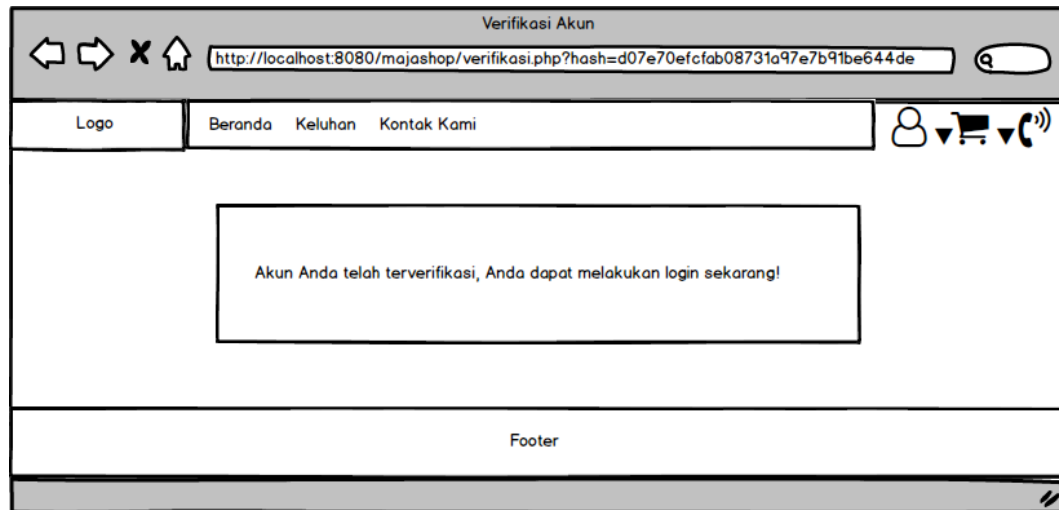 Verifikasi Akun
http://localhost:8080/majashop/verifikasi.php?hash=d07e70efcfab08731a97e7b91be644de
Logo
Beranda Keluhan Kontak Kami
Akun Anda telah terverifikasi, Anda dapat melakukan login sekarang!
Footer